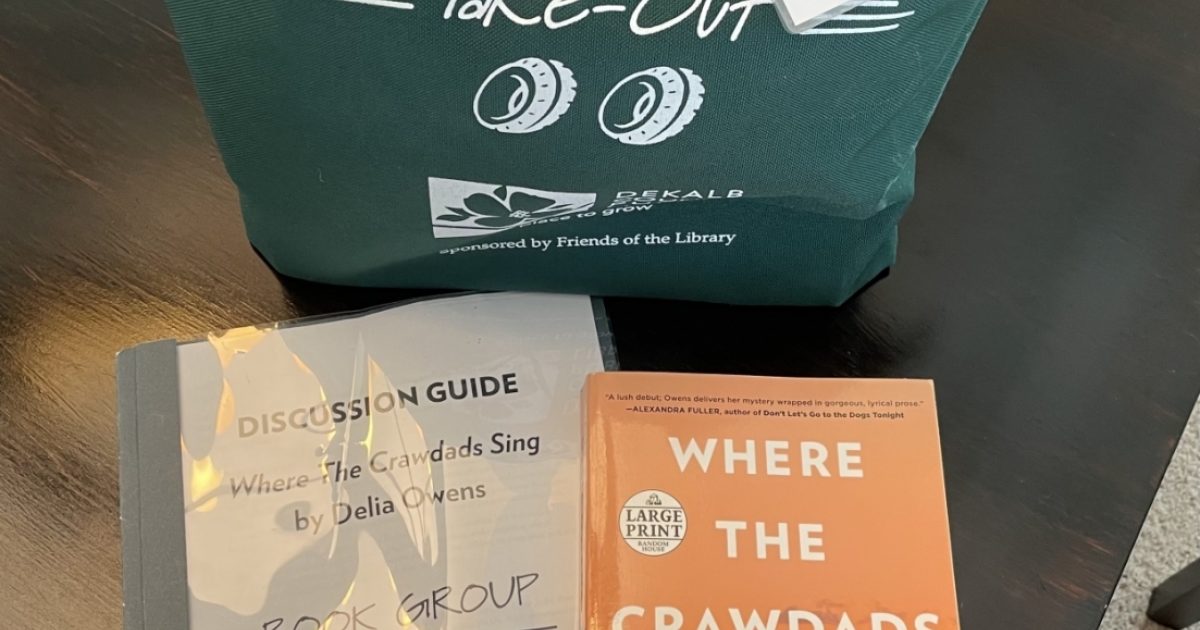 Take-Out
DEKALB
place to grow
Sponsored by Friends of the Library
DISCUSSION GUIDE
Where The Crawdads Sing
by Delia Owens
BOOK GROUP
"A lush debut; Owens delivers her mystery wrapped in gorgeous, lyrical prose."
—ALEXANDRA FULLER, author of Don't Let's Go to the Dogs Tonight
WHERE
THE
CRAWDADS
LARGE
PRINT
RANDOM
HOUSE